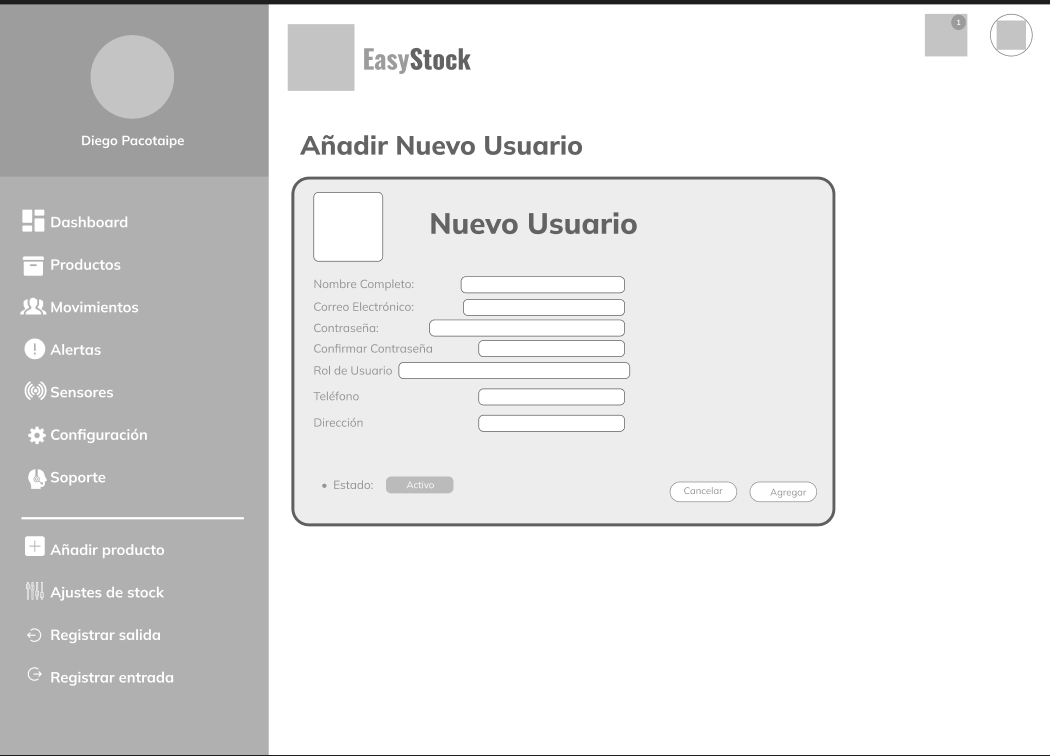 Diego Pacotaipe
Dashboard
Productos
Movimientos
Alertas
Sensores
Configuración
Soporte
Añadir producto
Ajustes de stock
Registrar salida
Registrar entrada
EasyStock
1
Añadir Nuevo Usuario
Nuevo Usuario
Nombre Completo:
Correo Electrónico:
Contraseña:
Confirmar Contraseña
Rol de Usuario
Teléfono
Dirección
• Estado: Activo
Cancelar Agregar